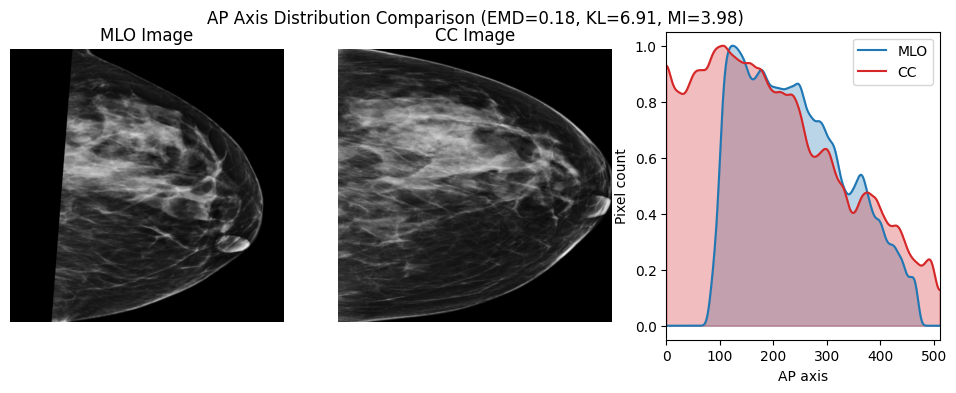 AP Axis Distribution Comparison (EMD=0.18, KL=6.91, MI=3.98)
MLO Image
CC Image
MLO
CC
1.0
0.8
0.6
0.4
0.2
0.0
Pixel count
0 100 200 300 400 500
AP axis